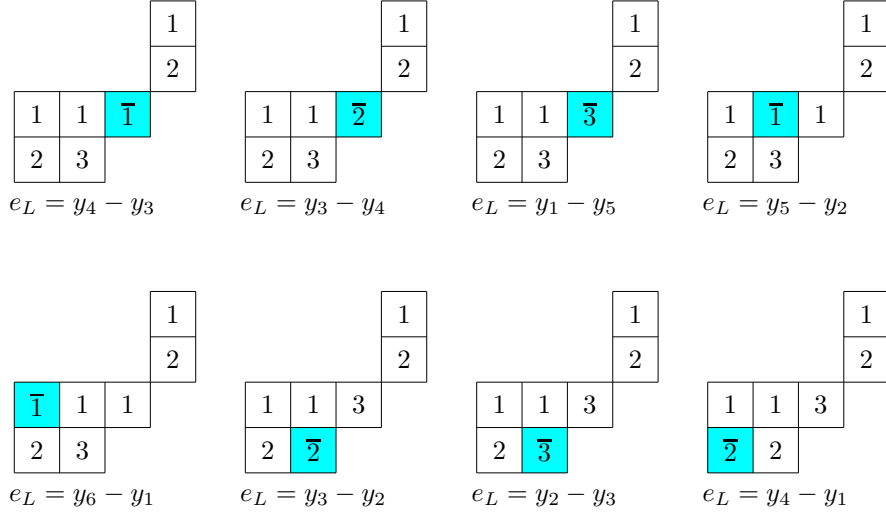 1 1 1 1
2 2 2 2
1 1 1̅ 1 1 2̅ 1 1 3̅ 1 1̅ 1
2 3 2 3 2 3 2 3
e_L = y_4 − y_3 e_L = y_3 − y_4 e_L = y_1 − y_5 e_L = y_5 − y_2
1 1 1 1
2 2 2 2
1̅ 1 1 1 1 3 1 1 3 1 1 3
2 3 2 2̅ 2 3̅ 2̅ 2
e_L = y_6 − y_1 e_L = y_3 − y_2 e_L = y_2 − y_3 e_L = y_4 − y_1